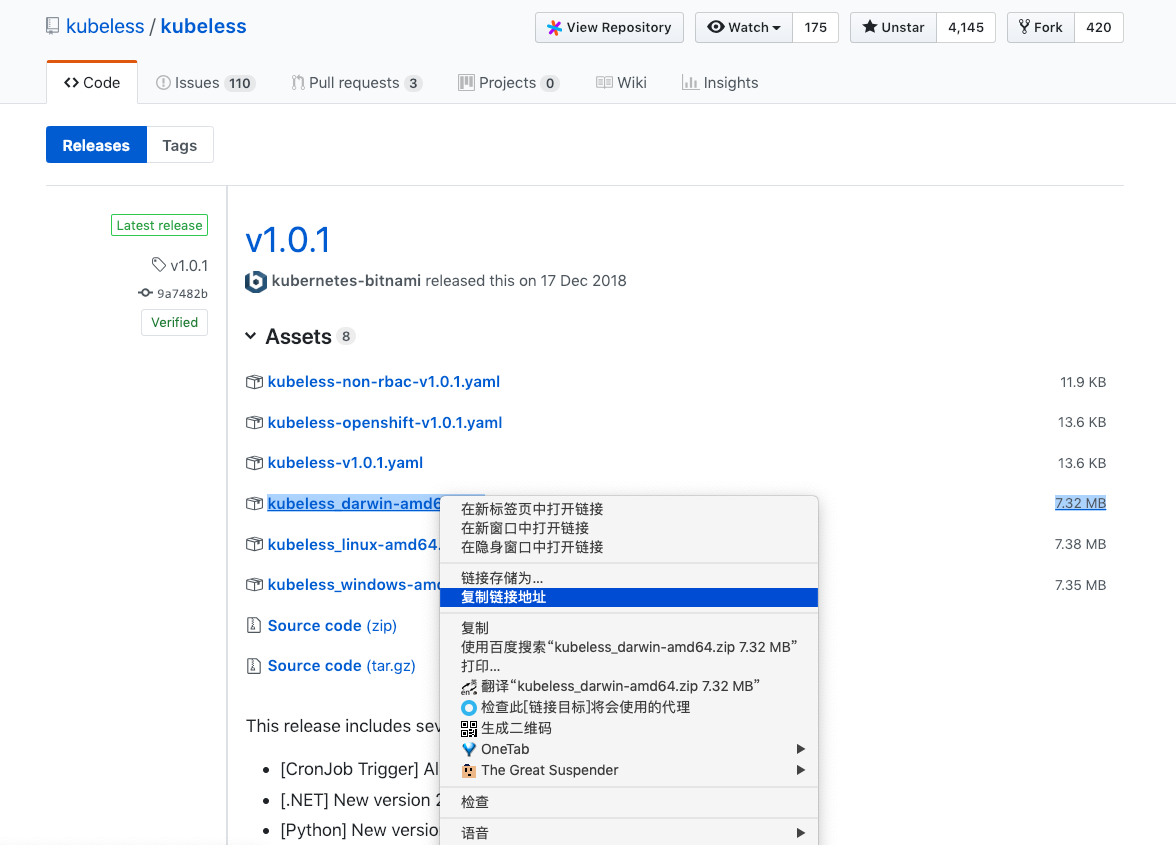 kubeless / kubeless
View Repository
Watch
175
Unstar
4,145
Fork
420
Code
Issues 110
Pull requests 3
Projects 0
Wiki
Insights
Releases
Tags
Latest release
v1.0.1
9a7482b
Verified
v1.0.1
kubernetes-bitnami released this on 17 Dec 2018
Assets 8
kubeless-non-rbac-v1.0.1.yaml
11.9 KB
kubeless-openshift-v1.0.1.yaml
13.6 KB
kubeless-v1.0.1.yaml
13.6 KB
kubeless_darwin-amd6
7.32 MB
kubeless_linux-amd64.
7.38 MB
kubeless_windows-amd
7.35 MB
Source code (zip)
Source code (tar.gz)
This release includes sev
[CronJob Trigger] Al
[.NET] New version 2
[Python] New versio
在新标签页中打开链接
在新窗口中打开链接
在隐身窗口中打开链接
链接存储为...
复制链接地址
复制
使用百度搜索“kubeless_darwin-amd64.zip 7.32 MB”
打印...
翻译“kubeless_darwin-amd64.zip 7.32 MB”
检查此[链接目标]将会使用的代理
生成二维码
OneTab
The Great Suspender
检查
语音